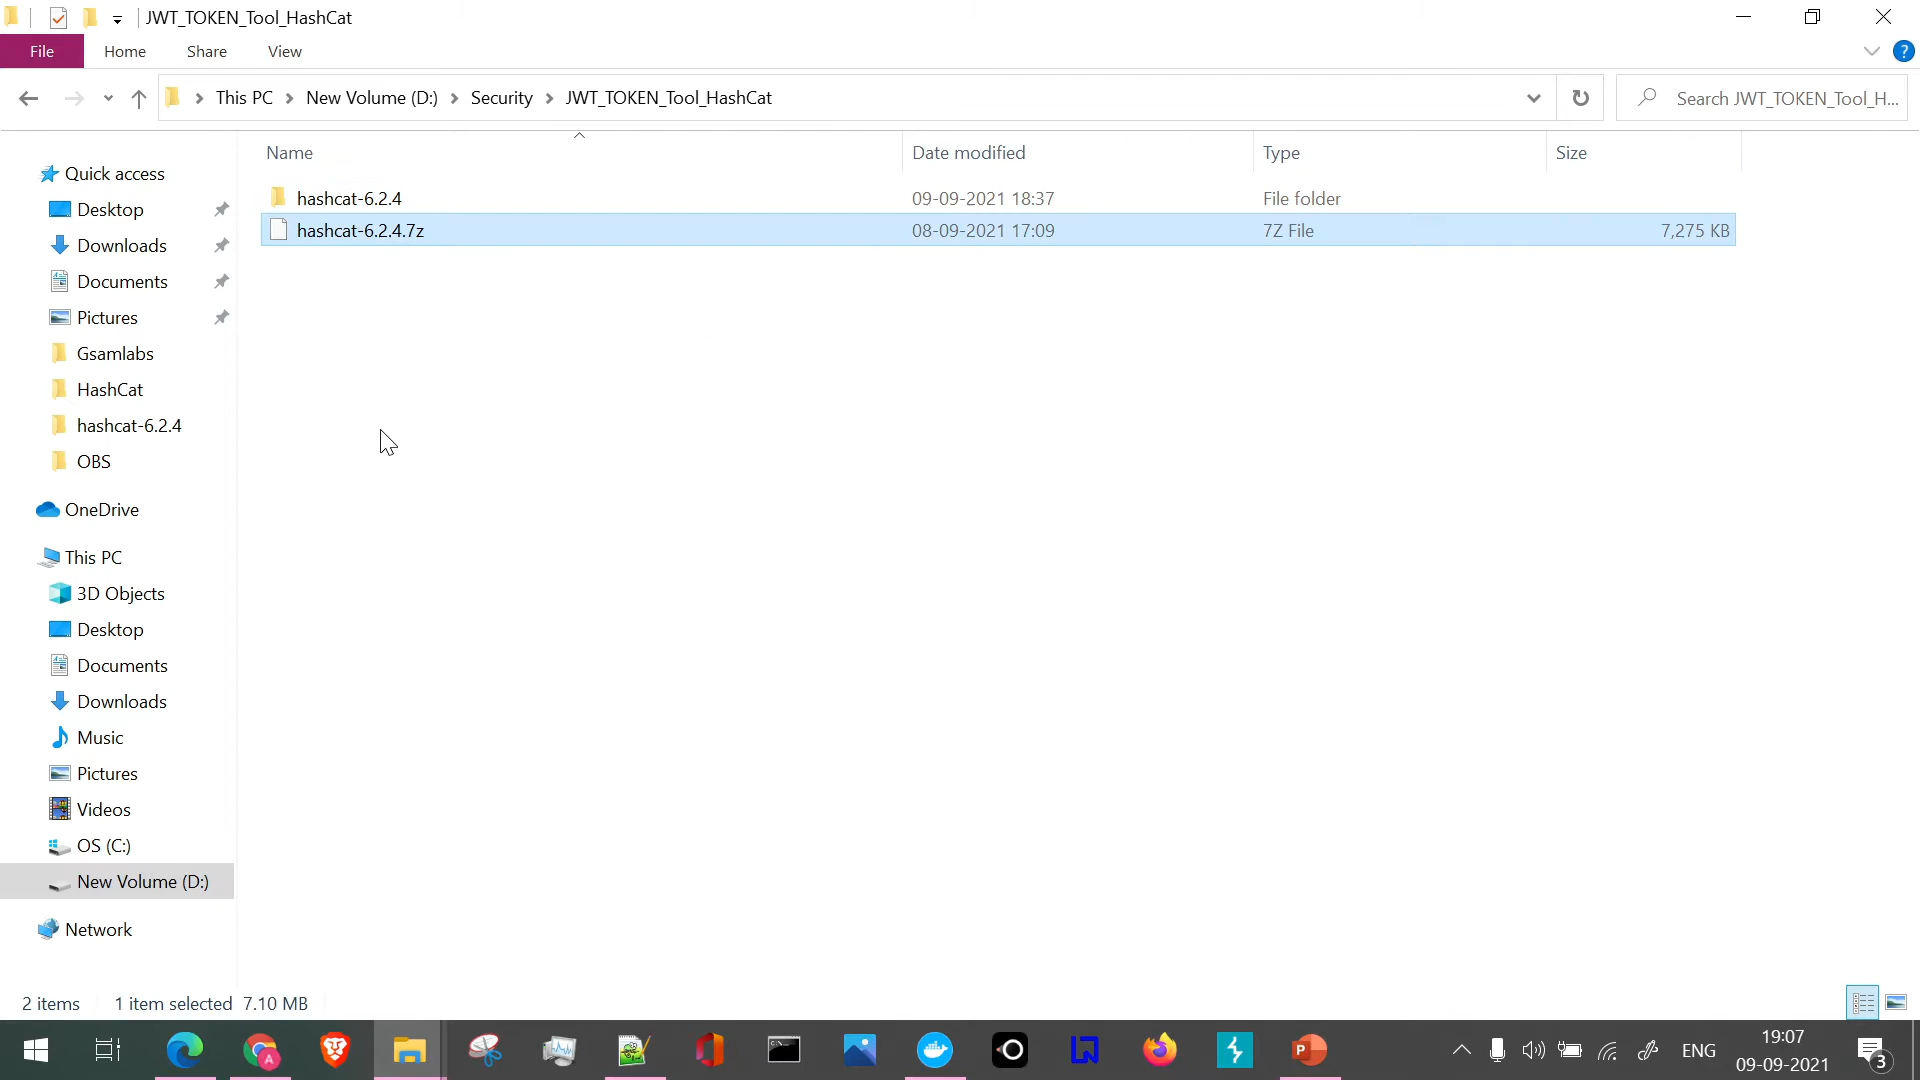 JWT_TOKEN_Tool_HashCat
File Home Share View
?
This PC New Volume (D:) Security JWT_TOKEN_Tool_HashCat
Search JWT_TOKEN_Tool_H...
Name Date modified Type Size
hashcat-6.2.4 09-09-2021 18:37 File folder
hashcat-6.2.4.7z 08-09-2021 17:09 7Z File 7,275 KB
Quick access
Desktop
Downloads
Documents
Pictures
Gsamlabs
HashCat
hashcat-6.2.4
OBS
OneDrive
This PC
3D Objects
Desktop
Documents
Downloads
Music
Pictures
Videos
OS (C:)
New Volume (D:)
Network
2 items 1 item selected 7.10 MB
A
P
ENG
19:07
09-09-2021
3